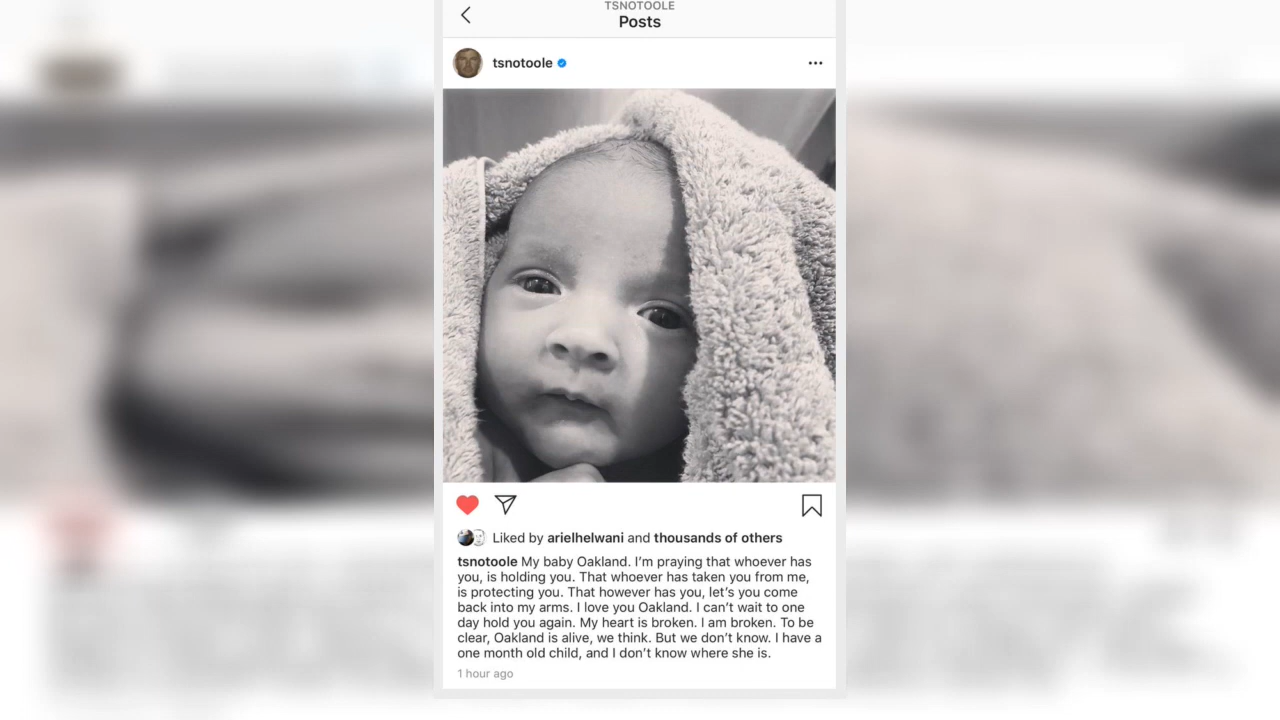 TSNOTOOLE
Posts
tsnotoole
Liked by arielhelwani and thousands of others
tsnotoole My baby Oakland. I'm praying that whoever has
you, is holding you. That whoever has taken you from me,
is protecting you. That however has you, let's you come
back into my arms. I love you Oakland. I can't wait to one
day hold you again. My heart is broken. I am broken. To be
clear, Oakland is alive, we think. But we don't know. I have a
one month old child, and I don't know where she is.
1 hour ago